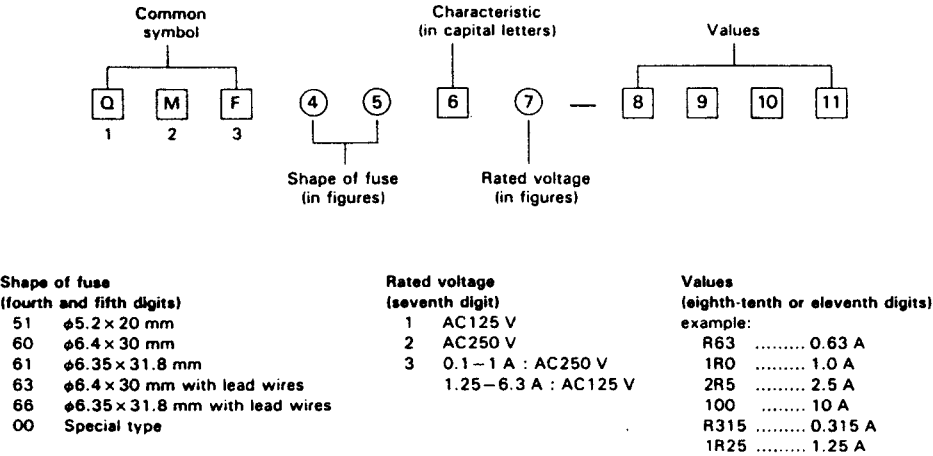 Common
symbol
Characteristic
(in capital letters)
Values
Q M F 4 5 6 7 — 8 9 10 11
1 2 3
Shape of fuse
(in figures)
Rated voltage
(in figures)
Shape of fuse
(fourth and fifth digits)
51 φ5.2×20 mm
60 φ6.4×30 mm
61 φ6.35×31.8 mm
63 φ6.4×30 mm with lead wires
66 φ6.35×31.8 mm with lead wires
00 Special type
Rated voltage
(seventh digit)
1 AC125 V
2 AC250 V
3 0.1−1 A : AC250 V
1.25−6.3 A : AC125 V
Values
(eighth-tenth or eleventh digits)
example:
R63 ......... 0.63 A
1R0 ......... 1.0 A
2R5 ......... 2.5 A
100 ........ 10 A
R315 ......... 0.315 A
1R25 ......... 1.25 A